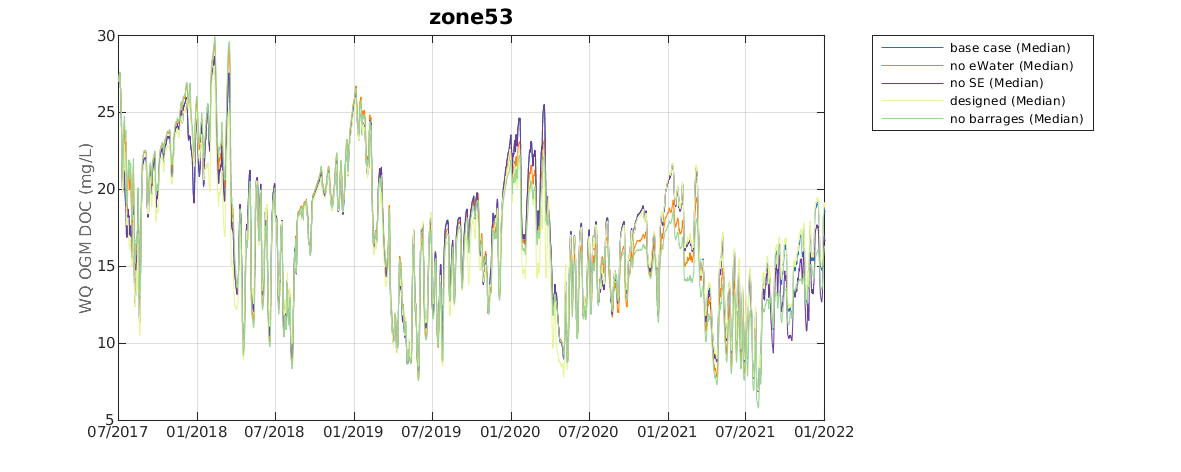 zone53
WQ OGM DOC (mg/L)
30
25
20
15
10
5
07/2017 01/2018 07/2018 01/2019 07/2019 01/2020 07/2020 01/2021 07/2021 01/2022
base case (Median)
no eWater (Median)
no SE (Median)
designed (Median)
no barrages (Median)